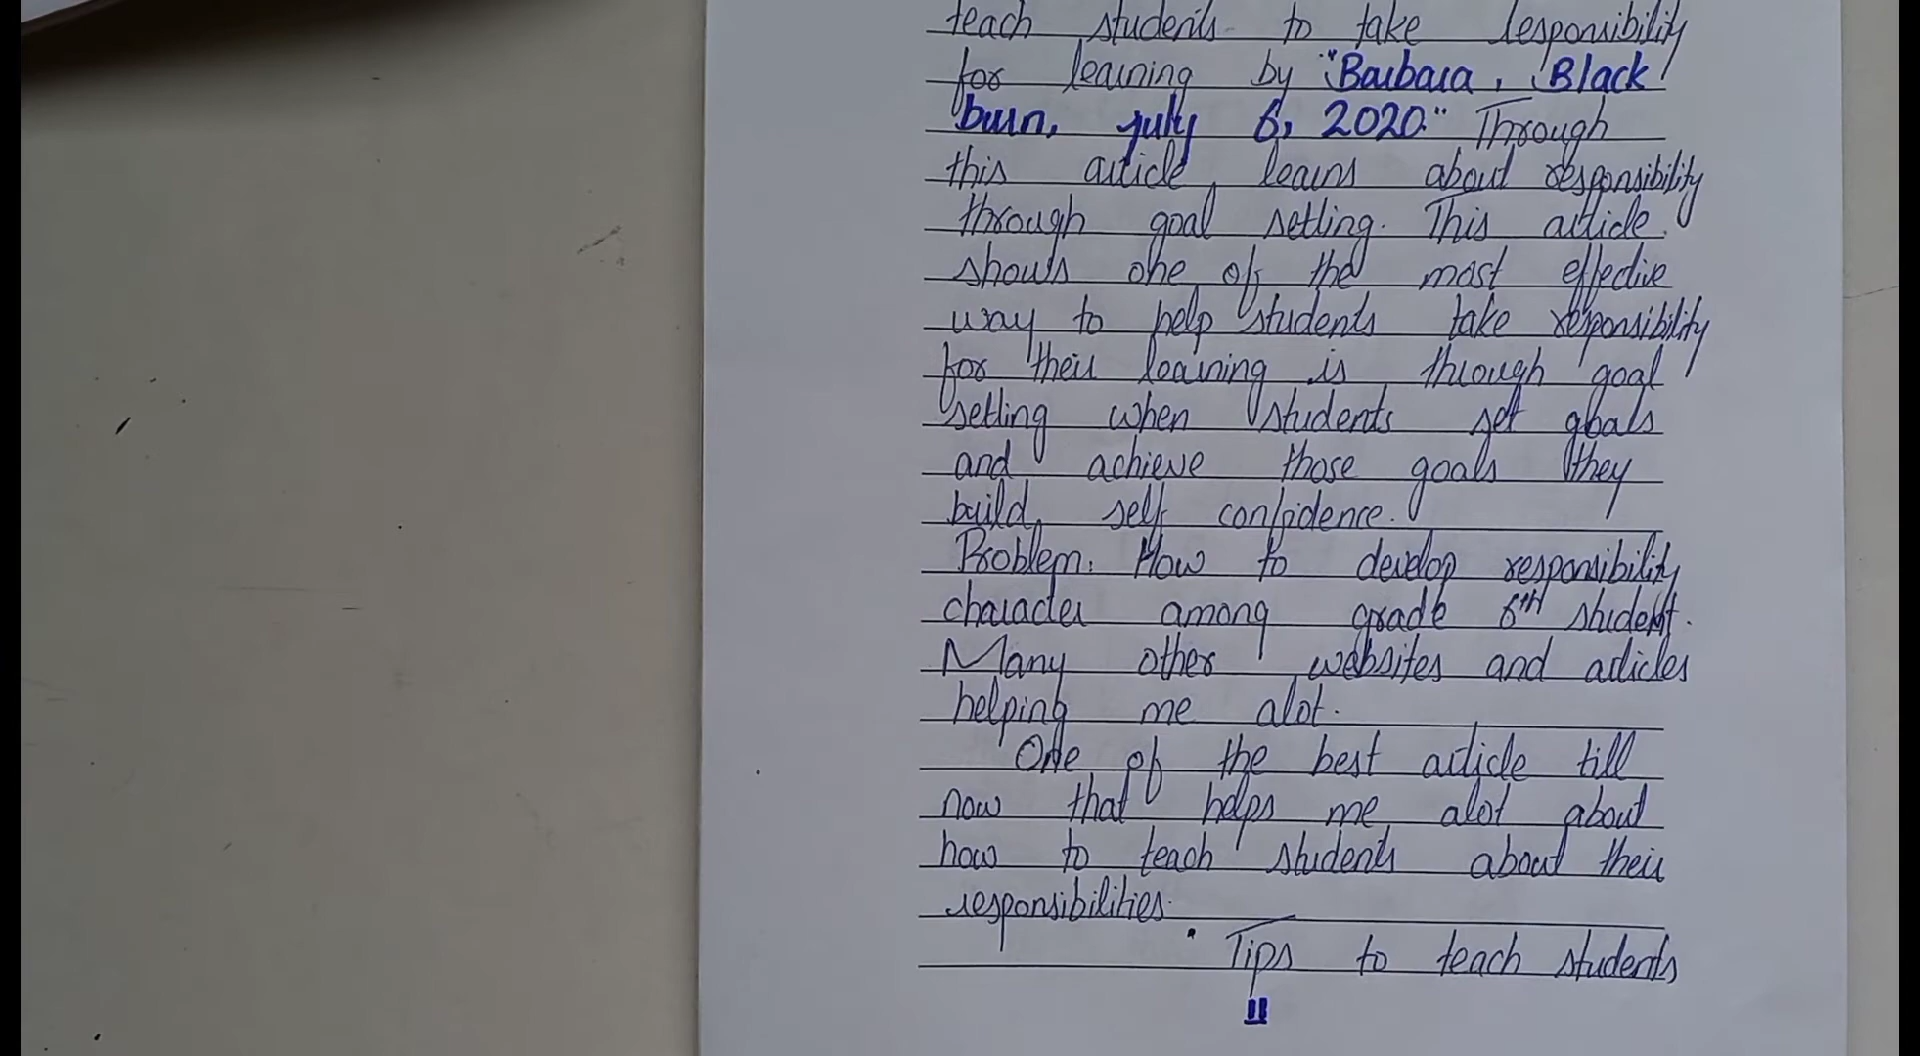 teach students to take responsibility
for learning by "Barbara, Black
burn, july 6, 2020." Through
this article, learns about responsibility
through goal setting. This article
shows one of the most effective
way to help students take responsibility
for their learning is through goal
setting when students set goals
and achieve those goals they
build self confidence.
Problem: How to develop responsibility
character among grade 6th student.
Many other websites and articles
helping me alot.
One of the best article till
now that helps me alot about
how to teach students about their
responsibilities.
• Tips to teach students
11